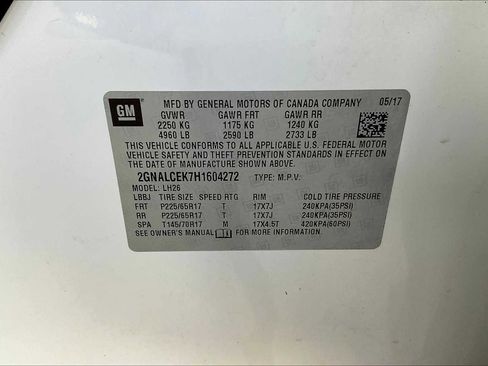 GM
MFD BY GENERAL MOTORS OF CANADA COMPANY 05/17
GVWR GAWR FRT GAWR RR
2250 KG 1175 KG 1240 KG
4960 LB 2590 LB 2733 LB
THIS VEHICLE CONFORMS TO ALL APPLICABLE U.S. FEDERAL MOTOR
VEHICLE SAFETY AND THEFT PREVENTION STANDARDS IN EFFECT
ON THE DATE OF MANUFACTURE SHOWN ABOVE.
2GNALCEK7H1604272 TYPE: M.P.V.
MODEL: LH26
LBBJ TIRE SIZE SPEED RTG RIM COLD TIRE PRESSURE
FRT P225/65R17 T 17X7J 240KPA(35PSI)
RR P225/65R17 T 17X7J 240KPA(35PSI)
SPA T145/70R17 M 17X4.5T 420KPA(60PSI)
SEE OWNER'S MANUAL FOR MORE INFORMATION